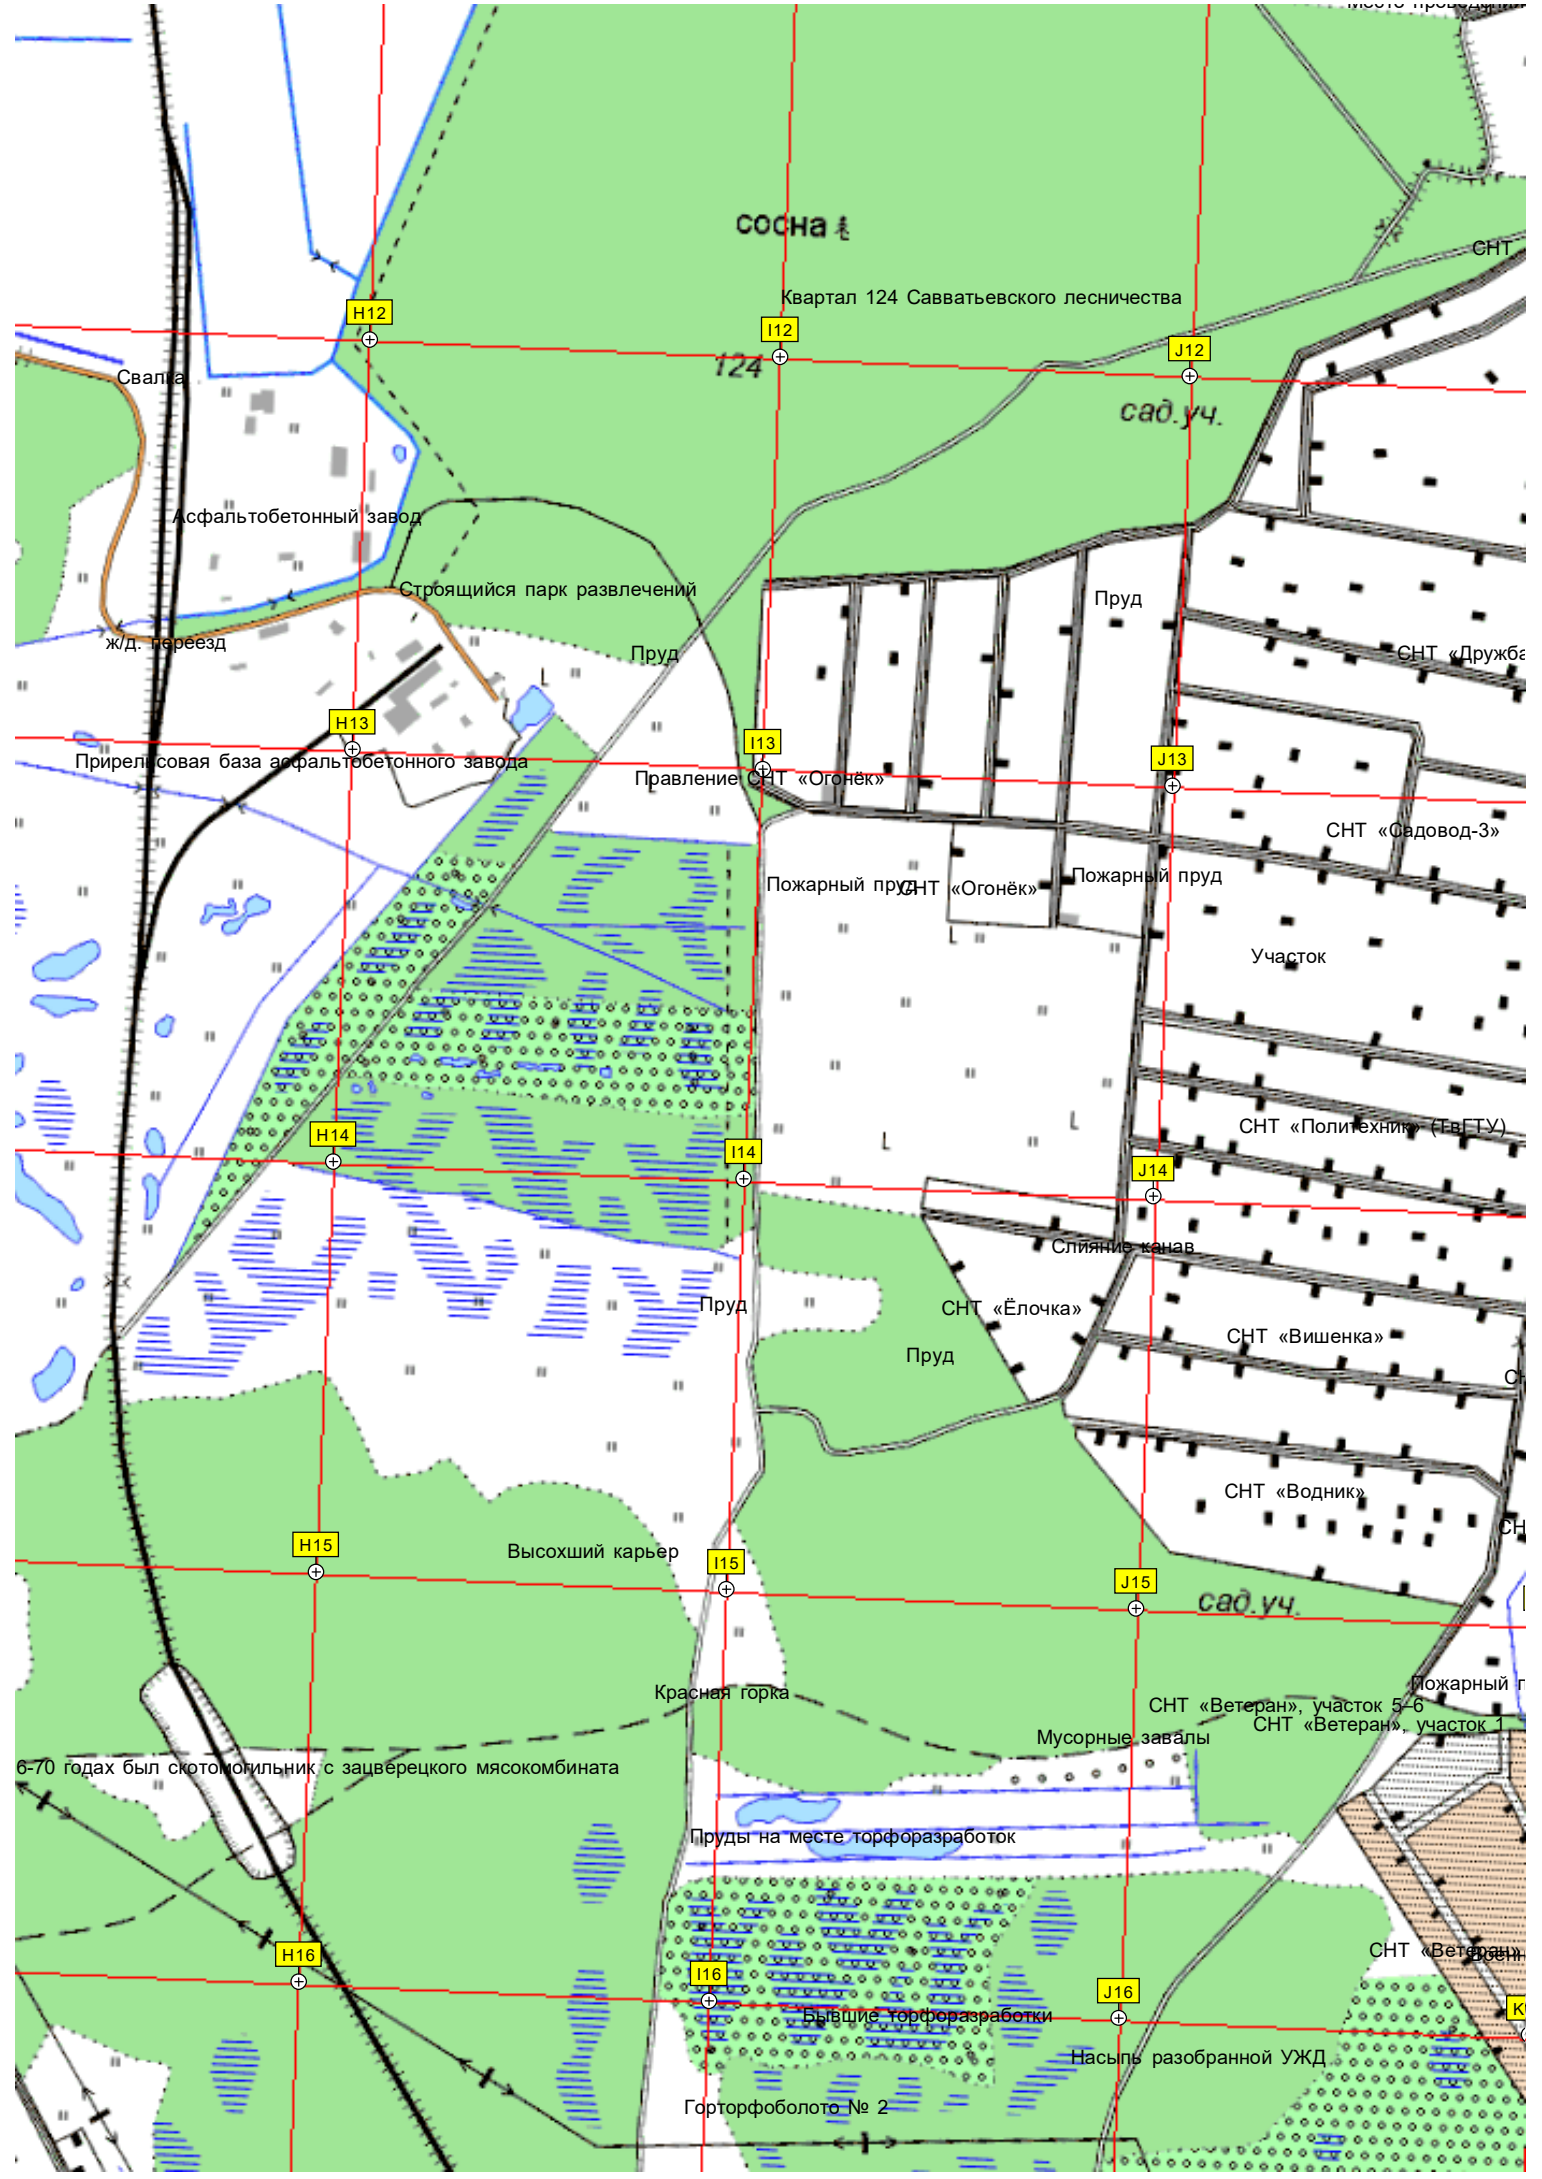 сосна
СНТ
Квартал 124 Савватьевского лесничества
H12
I12
J12
124
Свалка
сад.уч.
Асфальтобетонный завод
Строящийся парк развлечений
Пруд
ж/д. переезд
Пруд
СНТ «Дружба
H13
I13
J13
Прирельсовая база асфальтобетонного завода
Правление СНТ «Огонёк»
СНТ «Садовод-3»
Пожарный пруд
СНТ «Огонёк»
Пожарный пруд
Участок
СНТ «Политехник» (ТвГТУ)
H14
I14
J14
Слияние канав
Пруд
СНТ «Ёлочка»
СНТ «Вишенка»
Пруд
СНТ «Водник»
H15
Высохший карьер
I15
J15
сад.уч.
Красная горка
Пожарный п
СНТ «Ветеран», участок 5–6
СНТ «Ветеран», участок 1
Мусорные завалы
6-70 годах был скотомогильник с зацверецкого мясокомбината
Пруды на месте торфоразработок
СНТ «Ветеран»
H16
I16
J16
Бывшие торфоразработки
Насыпь разобранной УЖД
Горторфоболото № 2